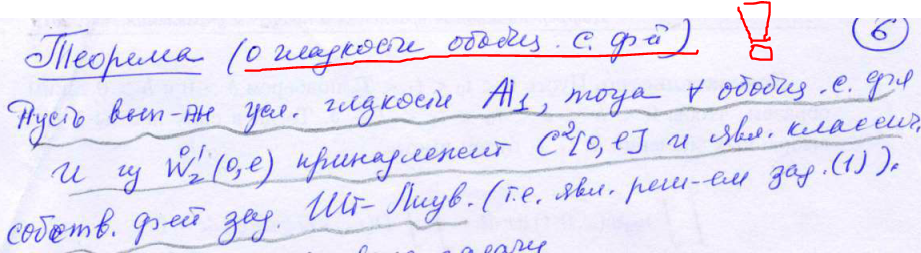 Теорема (о гладкости обобщ. с. ф-й) ! 6
Пусть вып-ны усл. гладкости A1, тогда ∀ обобщ. с. ф-я
u из W̊₂¹(0,e) принадлежит C²[0,e] и явл. классич.
собств. ф-ей зад. Шт-Лиув. (т.е. явл. реш-ем зад. (1)).